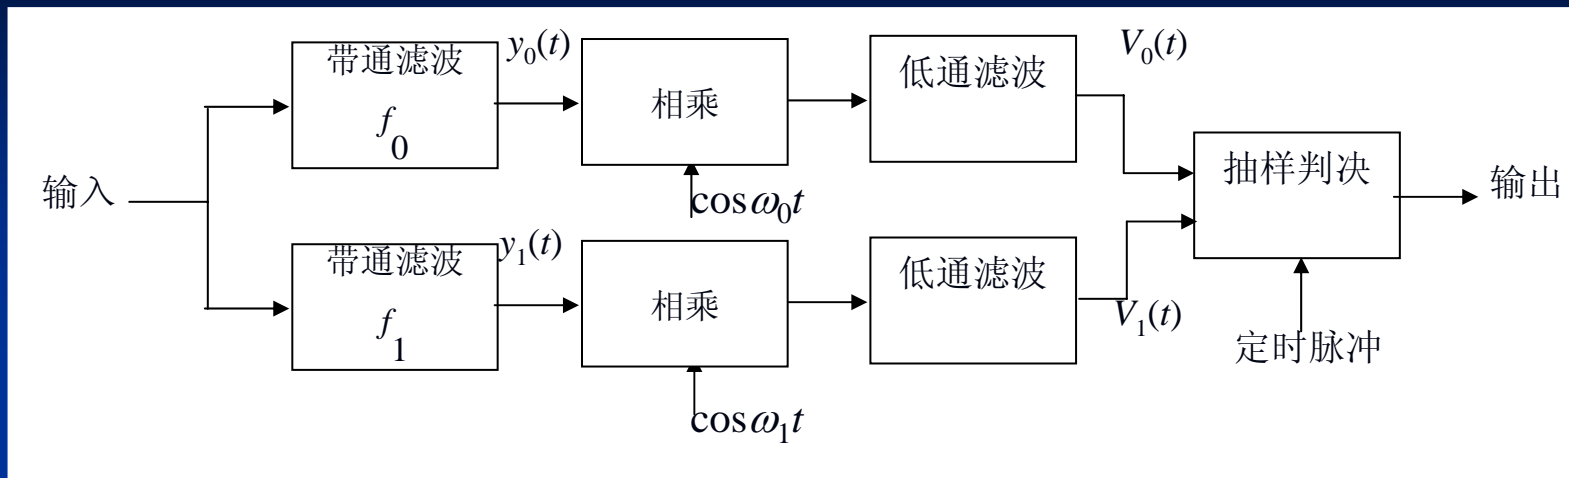 带通滤波
f₀
y₀(t)
相乘
cosω₀t
低通滤波
V₀(t)
输入
带通滤波
f₁
y₁(t)
相乘
cosω₁t
低通滤波
V₁(t)
抽样判决
定时脉冲
输出